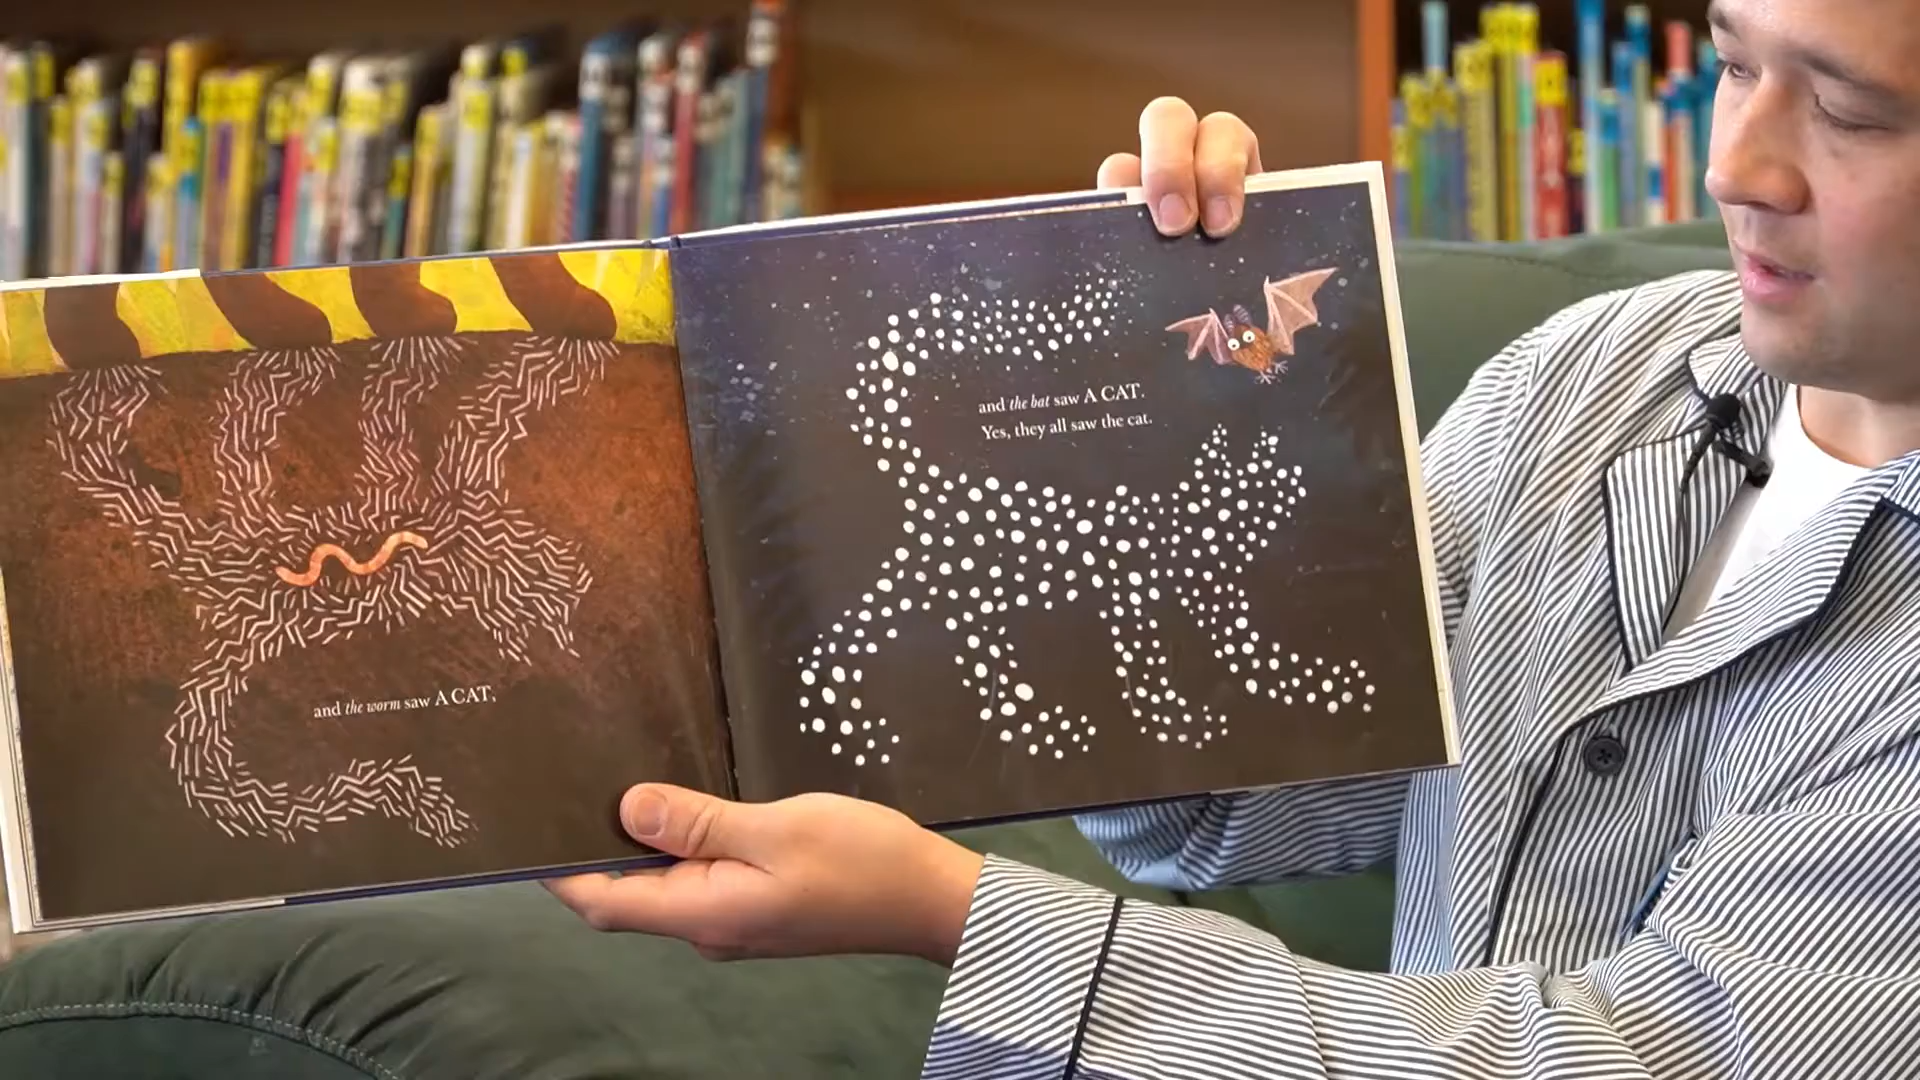 and the worm saw A CAT,
and the bat saw A CAT.
Yes, they all saw the cat.